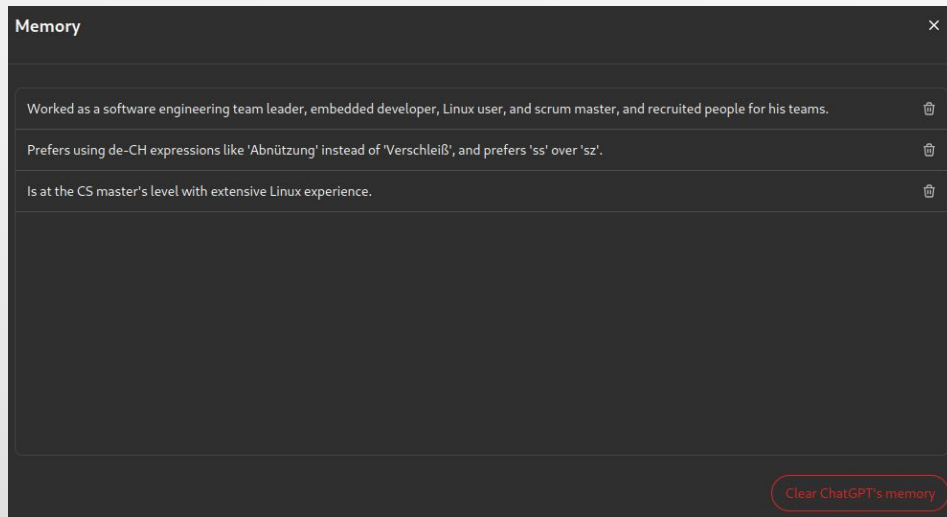 Memory
Worked as a software engineering team leader, embedded developer, Linux user, and scrum master, and recruited people for his teams.
Prefers using de-CH expressions like 'Abnützung' instead of 'Verschleiß', and prefers 'ss' over 'sz'.
Is at the CS master's level with extensive Linux experience.
Clear ChatGPT's memory